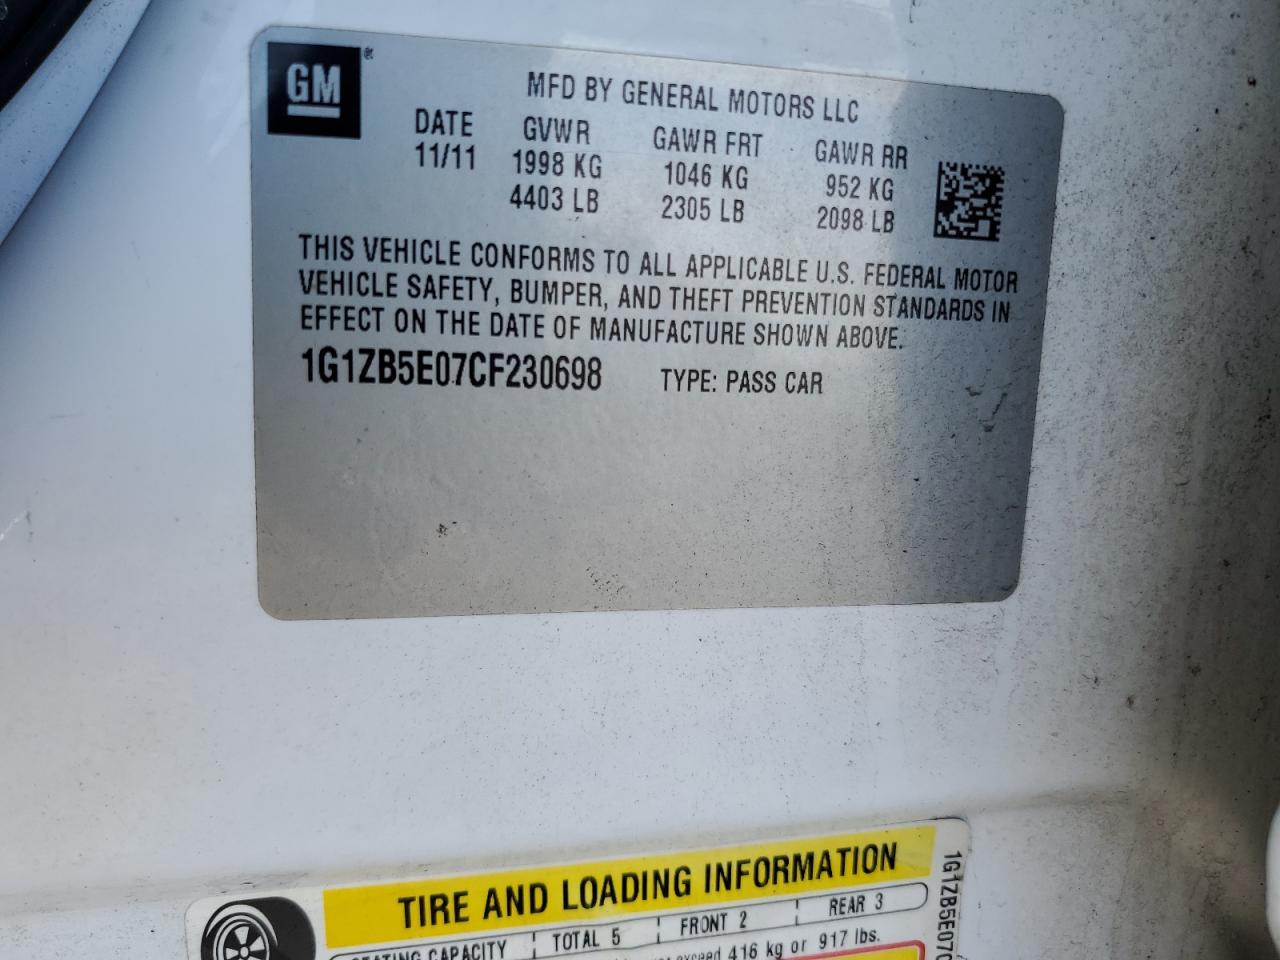 GM®
MFD BY GENERAL MOTORS LLC
DATE GVWR GAWR FRT GAWR RR
11/11 1998 KG 1046 KG 952 KG
4403 LB 2305 LB 2098 LB
THIS VEHICLE CONFORMS TO ALL APPLICABLE U.S. FEDERAL MOTOR
VEHICLE SAFETY, BUMPER, AND THEFT PREVENTION STANDARDS IN
EFFECT ON THE DATE OF MANUFACTURE SHOWN ABOVE.
1G1ZB5E07CF230698 TYPE: PASS CAR
TIRE AND LOADING INFORMATION
CAPACITY TOTAL 5 FRONT 2 REAR 3
exceed 416 kg or 917 lbs.
1G1ZB5E07C